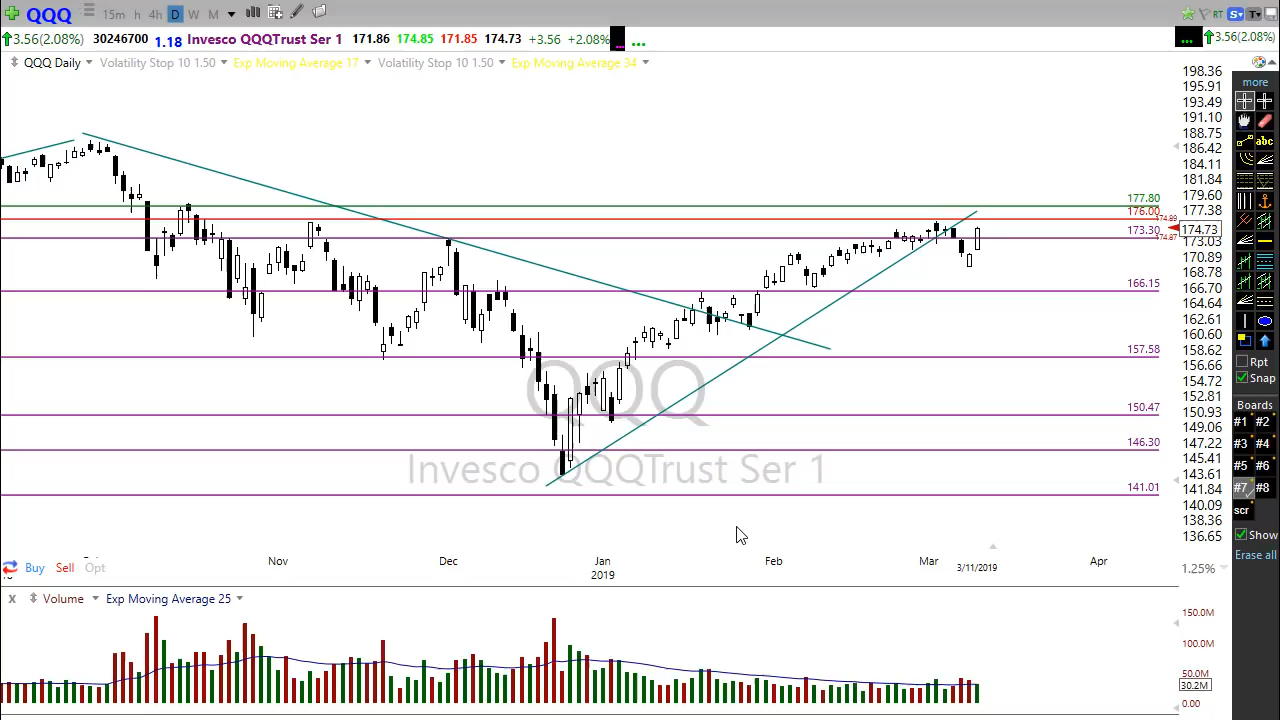 QQQ 15m h 4h D W M RT S T
3.56(2.08%) 30246700 1.18 Invesco QQQTrust Ser 1 171.86 174.85 171.85 174.73 +3.56 +2.08% ... ... ... 3.56(2.08%)
QQQ Daily Volatility Stop 10 1.50 Exp Moving Average 17 Volatility Stop 10 1.50 Exp Moving Average 34
198.36
195.91
193.49
191.10
188.75
186.42
184.11
181.84
179.60
177.38
174.73
173.03
170.89
168.78
166.70
164.64
162.61
160.60
158.62
156.66
154.72
152.81
150.93
149.06
147.22
145.41
143.61
141.84
140.09
138.36
136.65
177.80
176.00
174.89
173.30
174.87
166.15
157.58
150.47
146.30
141.01
QQQ
Invesco QQQTrust Ser 1
more
abc
Rpt
Snap
Boards
#1 #2
#3 #4
#5 #6
#7 #8
scr
Show
Erase all
Nov Dec Jan Feb Mar Apr
2019 3/11/2019
Buy Sell Opt 1.25%
x Volume Exp Moving Average 25
150.0M
100.0M
50.0M
30.2M
0.00